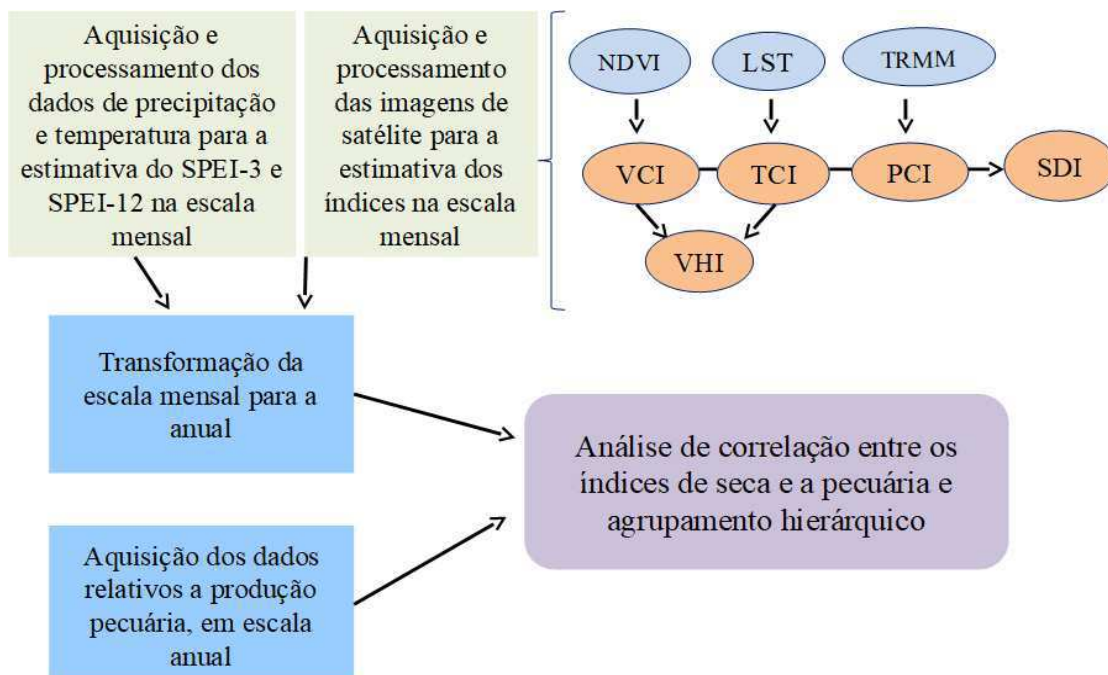 Aquisição e
processamento dos
dados de precipitação
e temperatura para a
estimativa do SPEI-3 e
SPEI-12 na escala
mensal
Aquisição e
processamento
das imagens de
satélite para a
estimativa dos
índices na escala
mensal
NDVI
LST
TRMM
VCI
TCI
PCI
SDI
VHI
Transformação da
escala mensal para a
anual
Análise de correlação entre os
índices de seca e a pecuária e
agrupamento hierárquico
Aquisição dos dados
relativos a produção
pecuária, em escala
anual